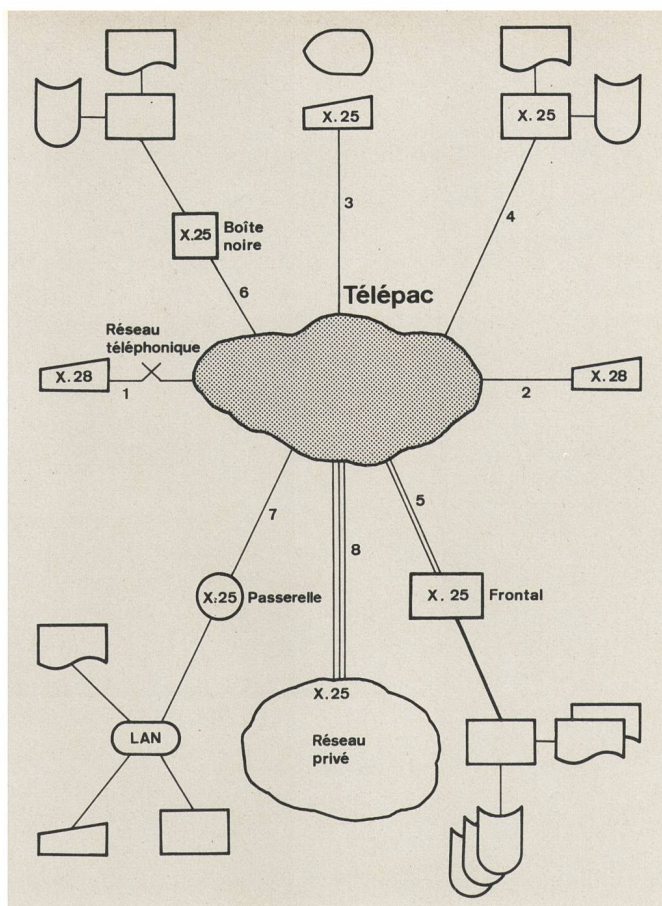 X.25
X.25
3
4
X.25
Boîte
noire
6
Télépac
Réseau
téléphonique
X.28
1
2
X.28
7
8
5
X.25
Passerelle
X. 25
Frontal
X.25
LAN
Réseau
privé